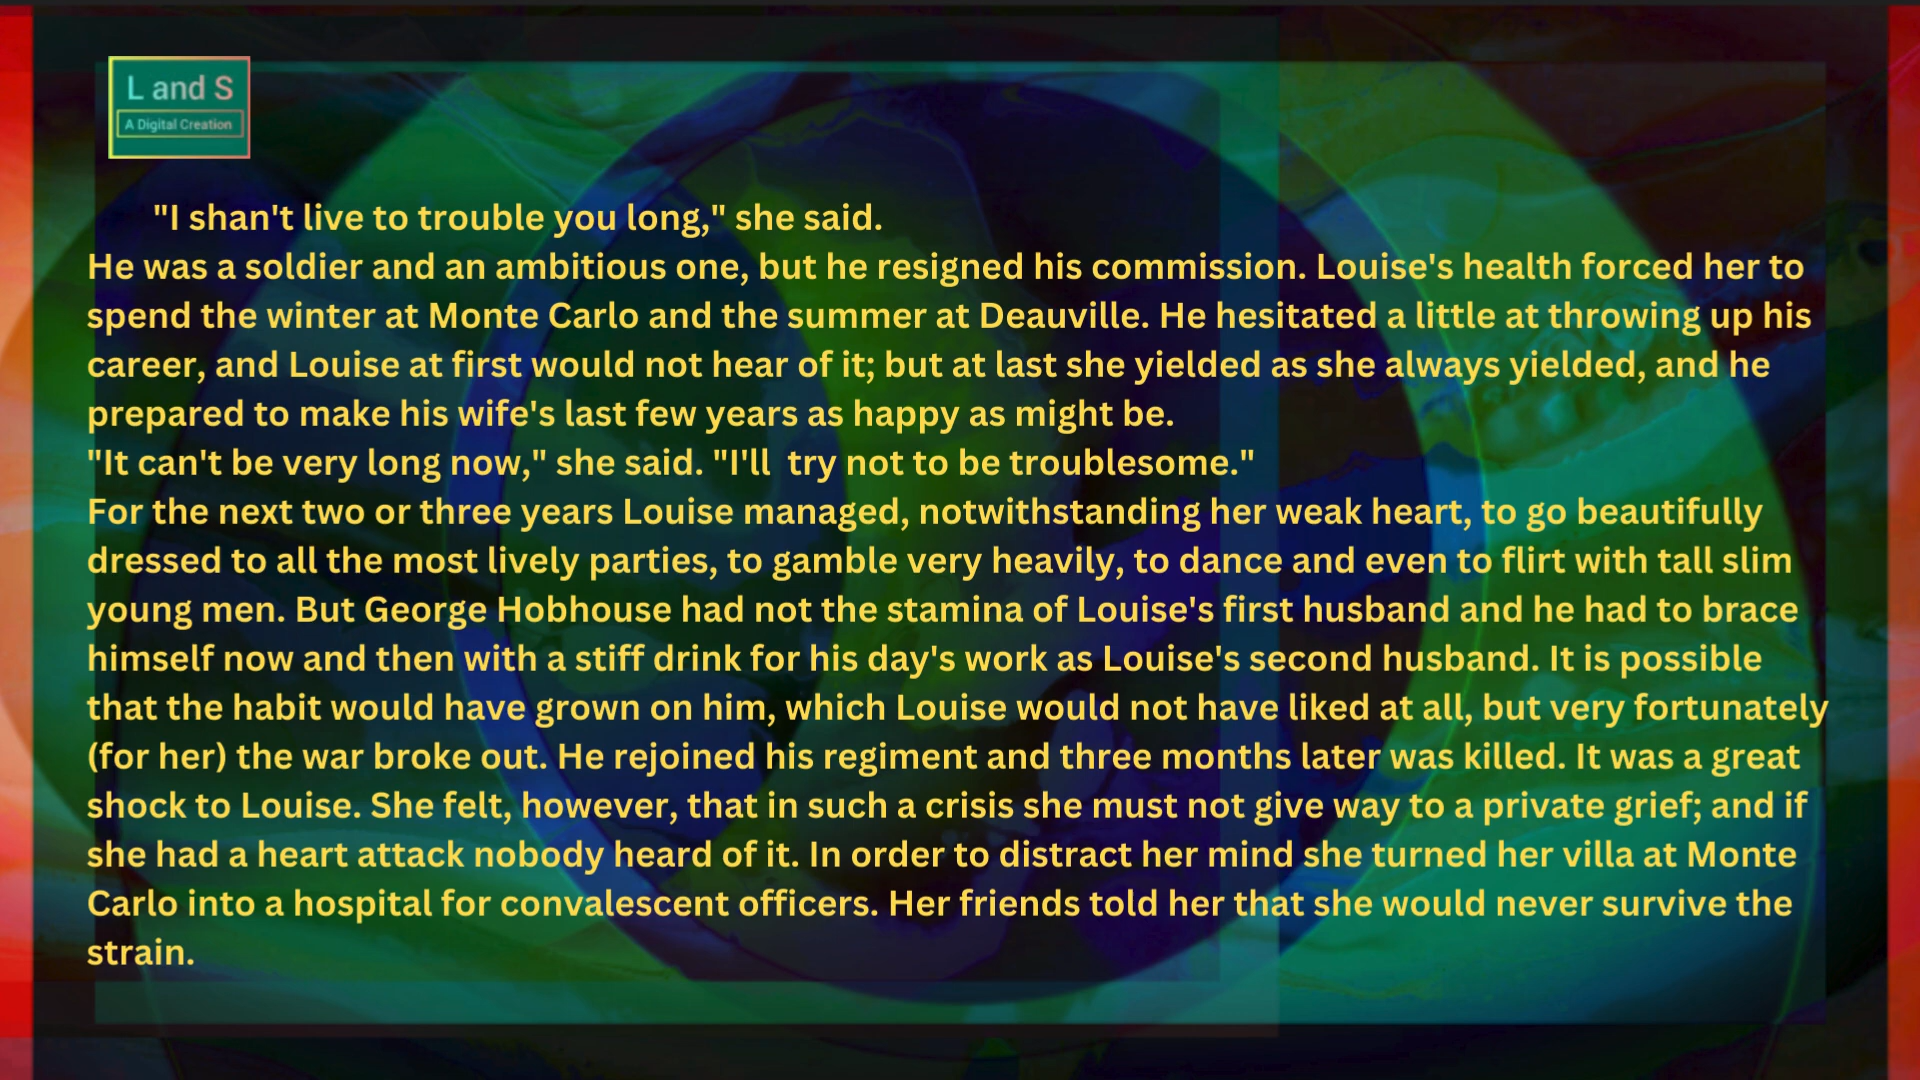 L and S
A Digital Creation
"I shan't live to trouble you long," she said.
He was a soldier and an ambitious one, but he resigned his commission. Louise's health forced her to
spend the winter at Monte Carlo and the summer at Deauville. He hesitated a little at throwing up his
career, and Louise at first would not hear of it; but at last she yielded as she always yielded, and he
prepared to make his wife's last few years as happy as might be.
"It can't be very long now," she said. "I'll  try not to be troublesome."
For the next two or three years Louise managed, notwithstanding her weak heart, to go beautifully
dressed to all the most lively parties, to gamble very heavily, to dance and even to flirt with tall slim
young men. But George Hobhouse had not the stamina of Louise's first husband and he had to brace
himself now and then with a stiff drink for his day's work as Louise's second husband. It is possible
that the habit would have grown on him, which Louise would not have liked at all, but very fortunately
(for her) the war broke out. He rejoined his regiment and three months later was killed. It was a great
shock to Louise. She felt, however, that in such a crisis she must not give way to a private grief; and if
she had a heart attack nobody heard of it. In order to distract her mind she turned her villa at Monte
Carlo into a hospital for convalescent officers. Her friends told her that she would never survive the
strain.